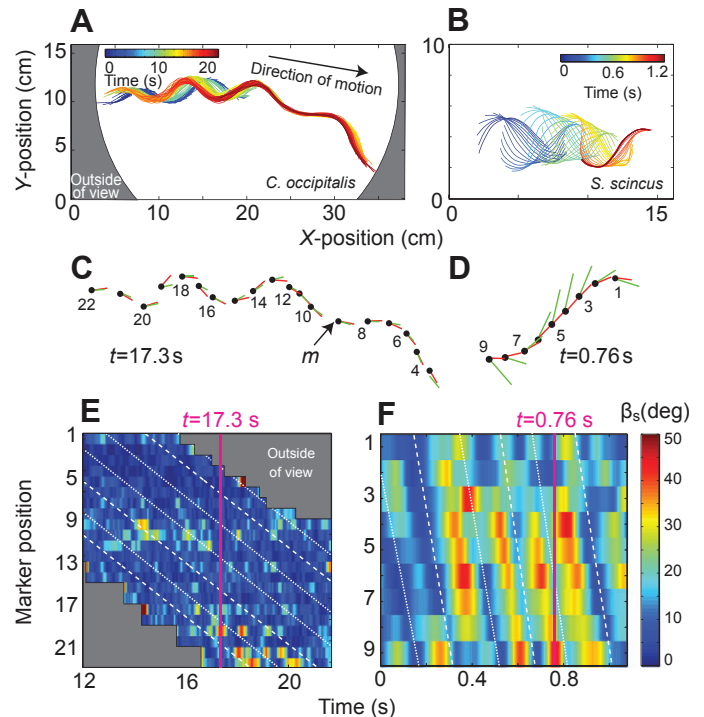 A
B
15
10
5
0
Y-position (cm)
0 10 20
Time (s)
Direction of motion
Outside
of view
C. occipitalis
10
0
0 0.6 1.2
Time (s)
S. scincus
0 10 20 30
0 5 10 15
X-position (cm)
C
D
22 20 18 16 14 12 10 8 6 4
m
t=17.3 s
9 7 5 3 1
t=0.76 s
E
t=17.3 s
F
t=0.76 s
βs(deg)
Marker position
1
5
9
13
17
21
Outside
of view
12 16 20
1
3
5
7
9
0 0.4 0.8
50
40
30
20
10
0
Time (s)